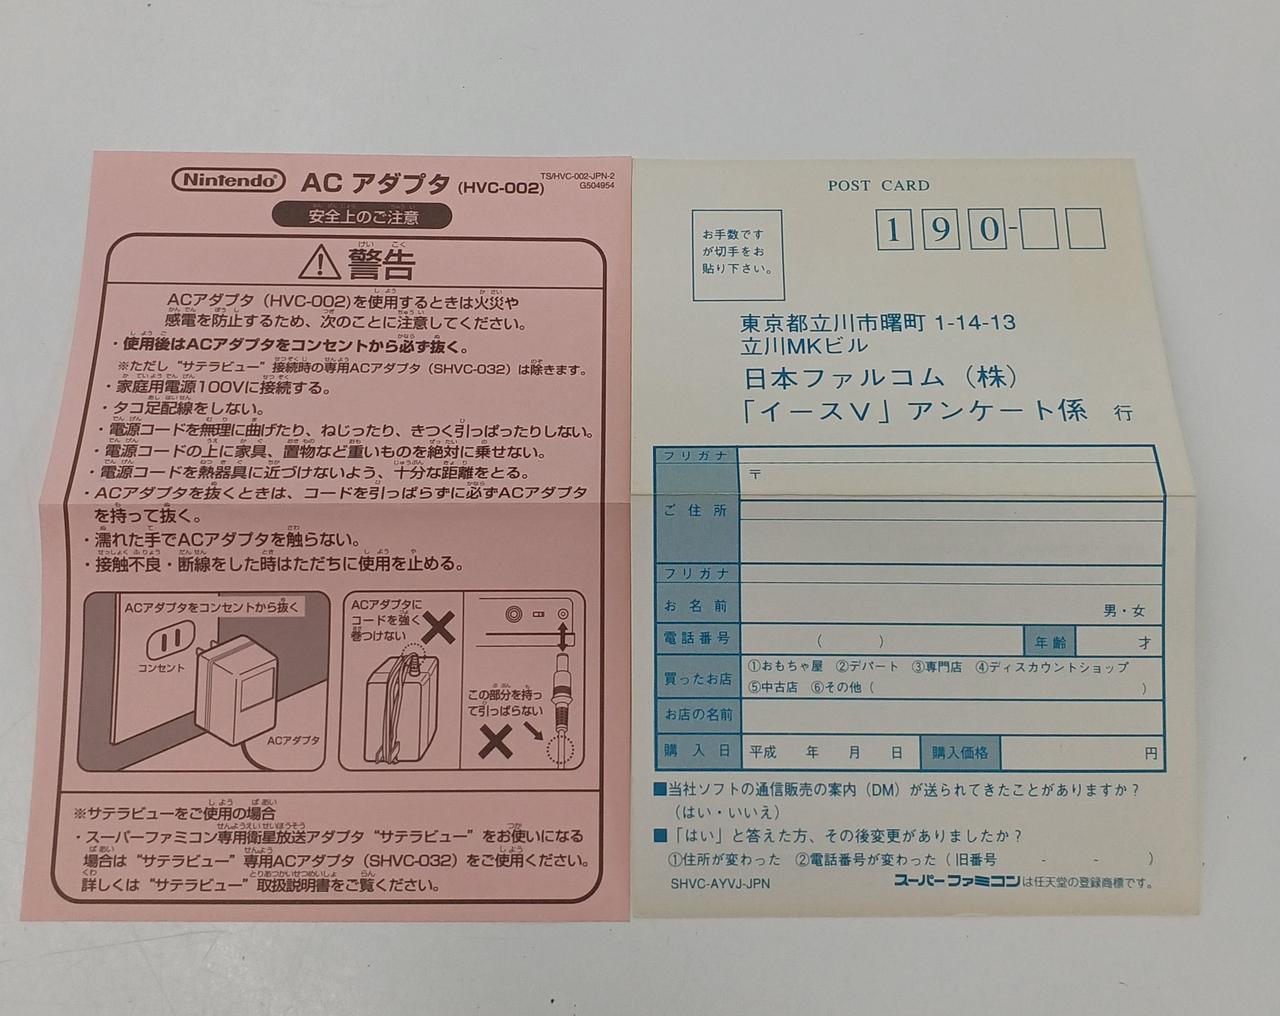 Nintendo ACアダプタ(HVC-002)
TS/HVC-002-JPN-2
G504954
安全上のご注意
警告
ACアダプタ(HVC-002)を使用するときは火災や
感電を防止するため、次のことに注意してください。
・使用後はACアダプタをコンセントから必ず抜く。
※ただし“サテラビュー”接続時の専用ACアダプタ(SHVC-032)は除きます。
・家庭用電源100Vに接続する。
・タコ足配線をしない。
・電源コードを無理に曲げたり、ねじったり、きつく引っぱったりしない。
・電源コードの上に家具、置物など重いものを絶対に乗せない。
・電源コードを熱器具に近づけないよう、十分な距離をとる。
・ACアダプタを抜くときは、コードを引っぱらずに必ずACアダプタ
を持って抜く。
・濡れた手でACアダプタを触らない。
・接触不良・断線をした時はただちに使用を止める。
ACアダプタをコンセントから抜く
コンセント
ACアダプタ
ACアダプタに
コードを強く
巻つけない
この部分を持っ
て引っぱらない
※サテラビューをご使用の場合
・スーパーファミコン専用衛星放送アダプタ“サテラビュー”をお使いになる
場合は“サテラビュー”専用ACアダプタ(SHVC-032)をご使用ください。
詳しくは“サテラビュー”取扱説明書をご覧ください。
POST CARD
お手数です
が切手をお
貼り下さい。
190-
東京都立川市曙町 1-14-13
立川MKビル
日本ファルコム(株)
「イースV」アンケート係 行
フリガナ
〒
ご住所
フリガナ
お名前 男・女
電話番号 ( ) 年齢 才
買ったお店 ①おもちゃ屋 ②デパート ③専門店 ④ディスカウントショップ
⑤中古店 ⑥その他( )
お店の名前
購入日 平成 年 月 日 購入価格 円
■当社ソフトの通信販売の案内(DM)が送られてきたことがありますか?
(はい・いいえ)
■「はい」と答えた方、その後変更がありましたか?
①住所が変わった ②電話番号が変わった(旧番号 - - )
SHVC-AYVJ-JPN スーパーファミコンは任天堂の登録商標です。